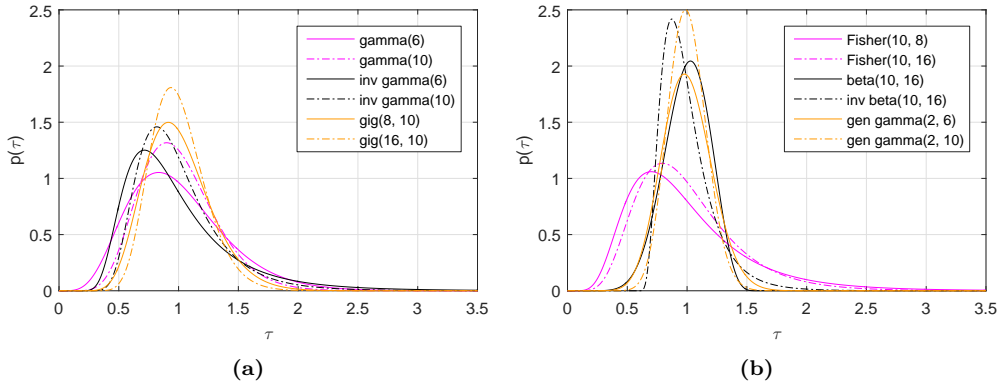 2.5
2
1.5
1
0.5
0
p(τ)
0 0.5 1 1.5 2 2.5 3 3.5
τ
gamma(6)
gamma(10)
inv gamma(6)
inv gamma(10)
gig(8, 10)
gig(16, 10)
(a)
2.5
2
1.5
1
0.5
0
p(τ)
0 0.5 1 1.5 2 2.5 3 3.5
τ
Fisher(10, 8)
Fisher(10, 16)
beta(10, 16)
inv beta(10, 16)
gen gamma(2, 6)
gen gamma(2, 10)
(b)